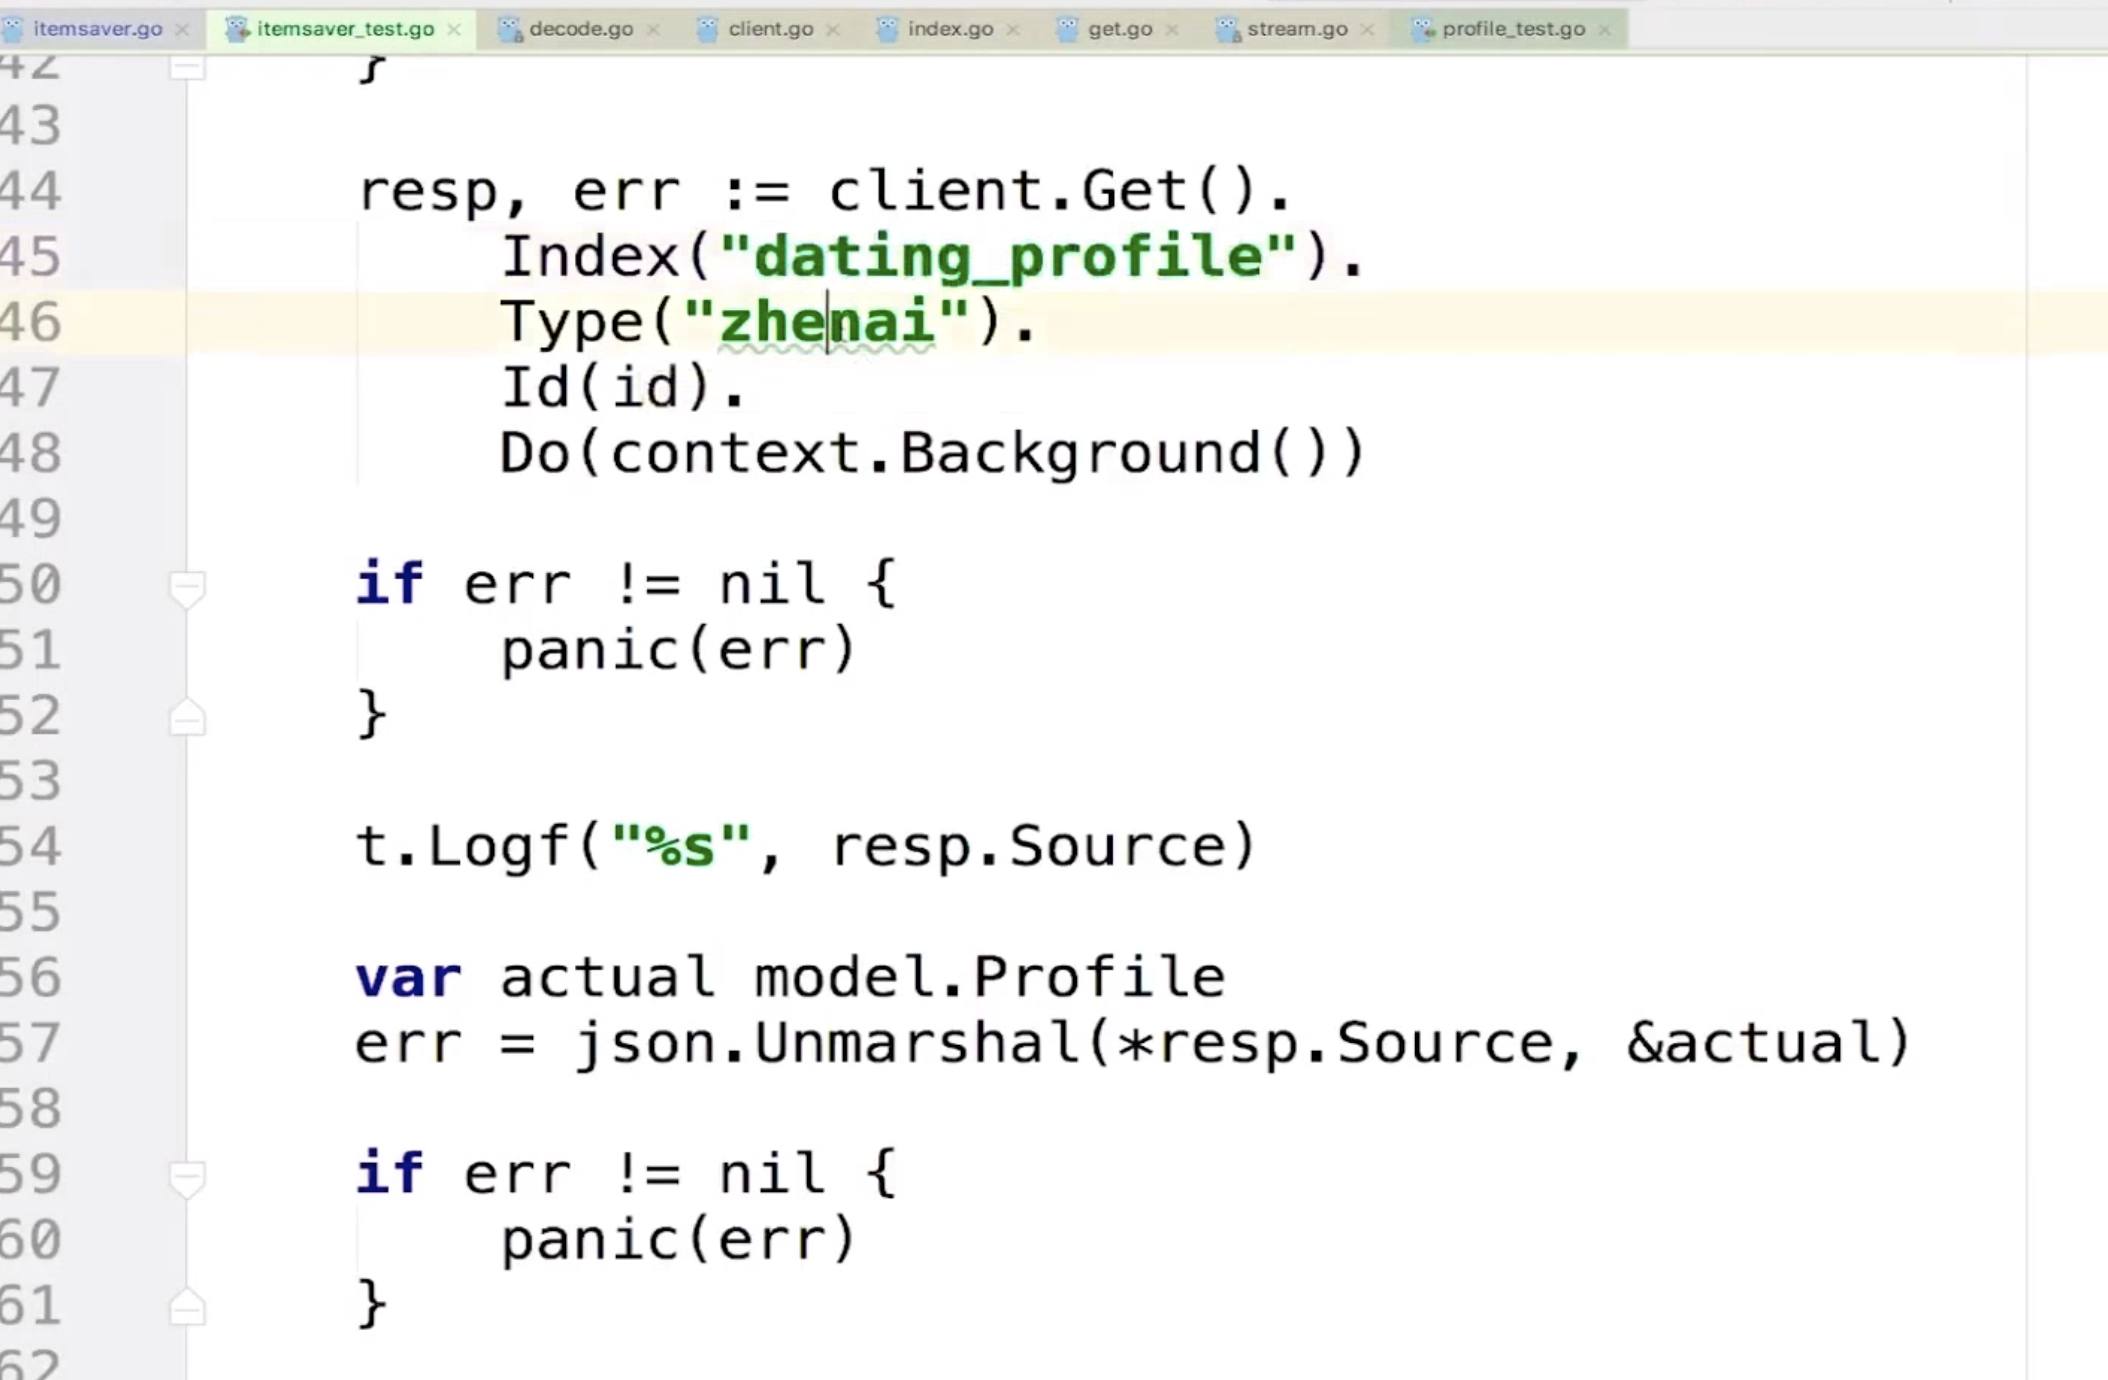 itemsaver.go itemsaver_test.go decode.go client.go index.go get.go stream.go profile_test.go
42 }
43
44 resp, err := client.Get().
45 Index("dating_profile").
46 Type("zhenai").
47 Id(id).
48 Do(context.Background())
49
50 if err != nil {
51 panic(err)
52 }
53
54 t.Logf("%s", resp.Source)
55
56 var actual model.Profile
57 err = json.Unmarshal(*resp.Source, &actual)
58
59 if err != nil {
60 panic(err)
61 }
62